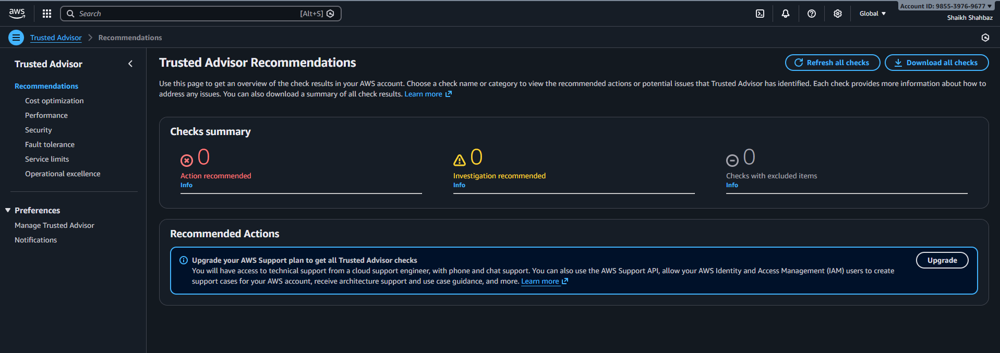 aws
Search
[Alt+S]
Global
Account ID: 9855-3976-9677
Shaikh Shahbaz
Trusted Advisor
Recommendations
Trusted Advisor
Recommendations
Cost optimization
Performance
Security
Fault tolerance
Service limits
Operational excellence
Preferences
Manage Trusted Advisor
Notifications
Trusted Advisor Recommendations
Refresh all checks
Download all checks
Use this page to get an overview of the check results in your AWS account. Choose a check name or category to view the recommended actions or potential issues that Trusted Advisor has identified. Each check provides more information about how to
address any issues. You can also download a summary of all check results. Learn more
Checks summary
0
Action recommended
Info
0
Investigation recommended
Info
0
Checks with excluded items
Info
Recommended Actions
Upgrade your AWS Support plan to get all Trusted Advisor checks
You will have access to technical support from a cloud support engineer, with phone and chat support. You can also use the AWS Support API, allow your AWS Identity and Access Management (IAM) users to create
support cases for your AWS account, receive architecture support and use case guidance, and more. Learn more
Upgrade